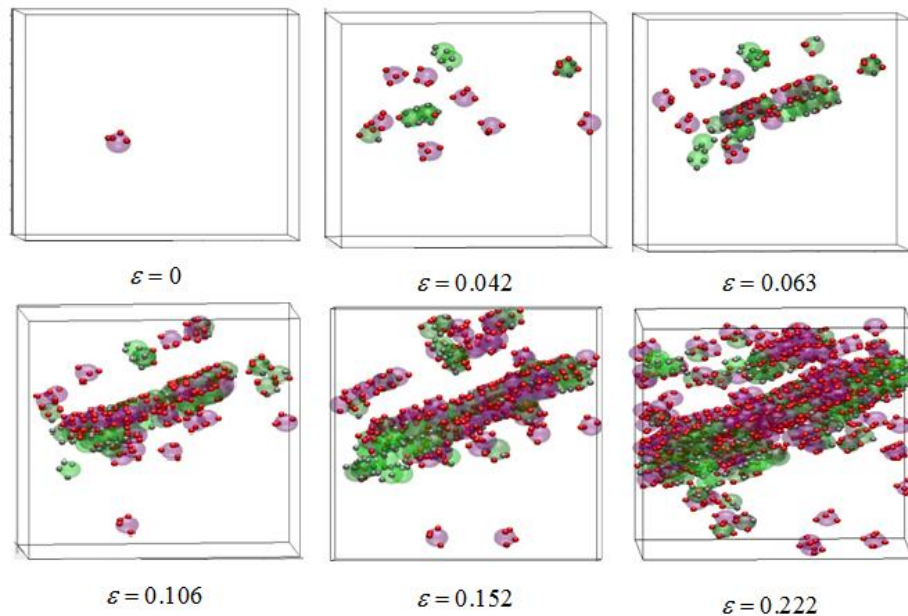 ε = 0
ε = 0.042
ε = 0.063
ε = 0.106
ε = 0.152
ε = 0.222